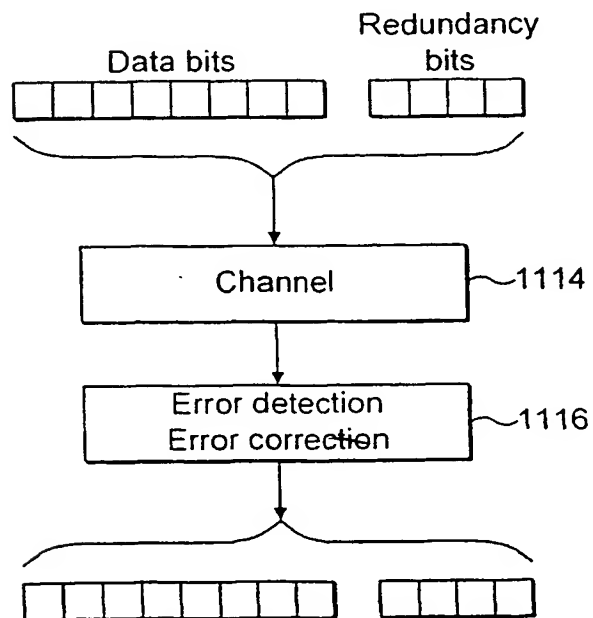 Redundancy
Data bits bits
Channel 1114
Error detection
Error correction 1116